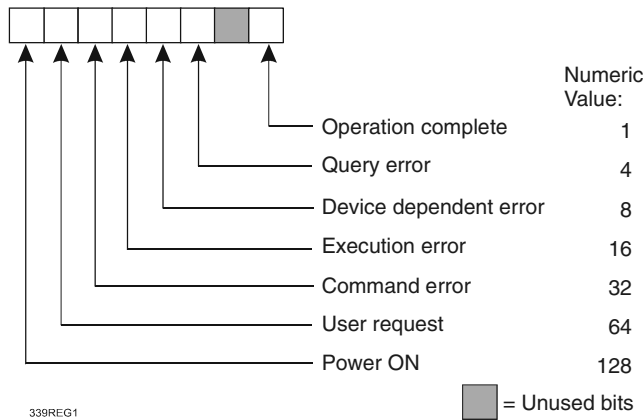 Numeric
Value:
Operation complete 1
Query error 4
Device dependent error 8
Execution error 16
Command error 32
User request 64
Power ON 128
339REG1
= Unused bits